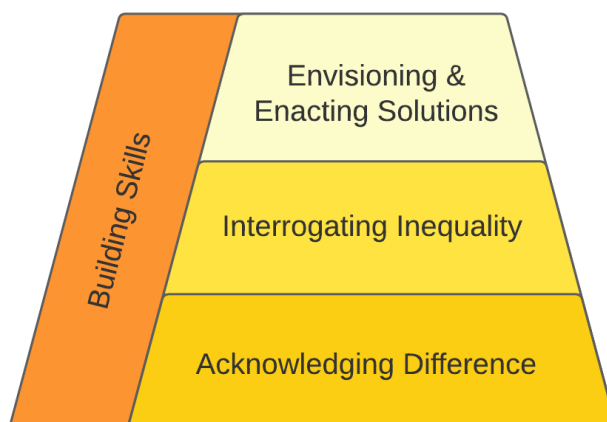 Building Skills
Envisioning &
Enacting Solutions
Interrogating Inequality
Acknowledging Difference